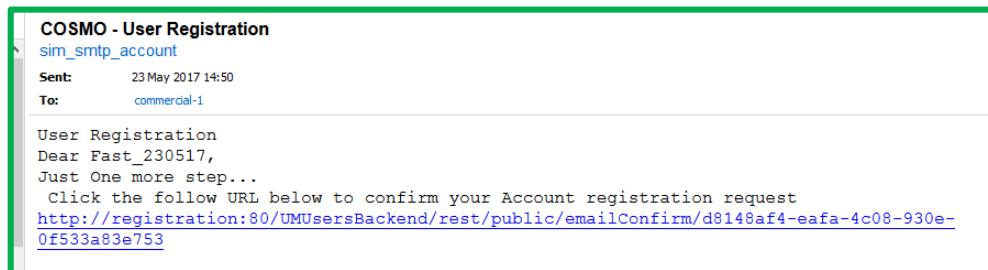 COSMO - User Registration
sim_smtp_account
Sent: 23 May 2017 14:50
To: commercial-1
User Registration
Dear Fast_230517,
Just One more step...
Click the follow URL below to confirm your Account registration request
http://registration:80/UMUsersBackend/rest/public/emailConfirm/d8148af4-eafa-4c08-930e-
0f533a83e753